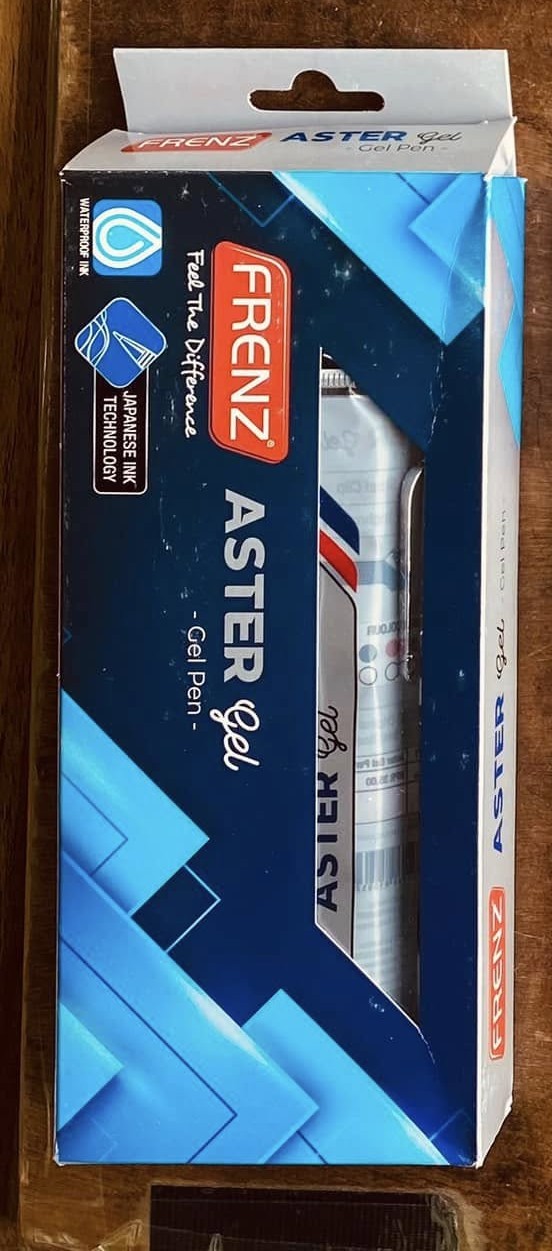 FRENZ ASTER Gel
- Gel Pen -
WATERPROOF INK
JAPANESE INK
TECHNOLOGY
FRENZ®
Feel The Difference
ASTER Gel
- Gel Pen -
ASTER Gel
COLOUR
FRENZ ASTER Gel - Gel Pen -